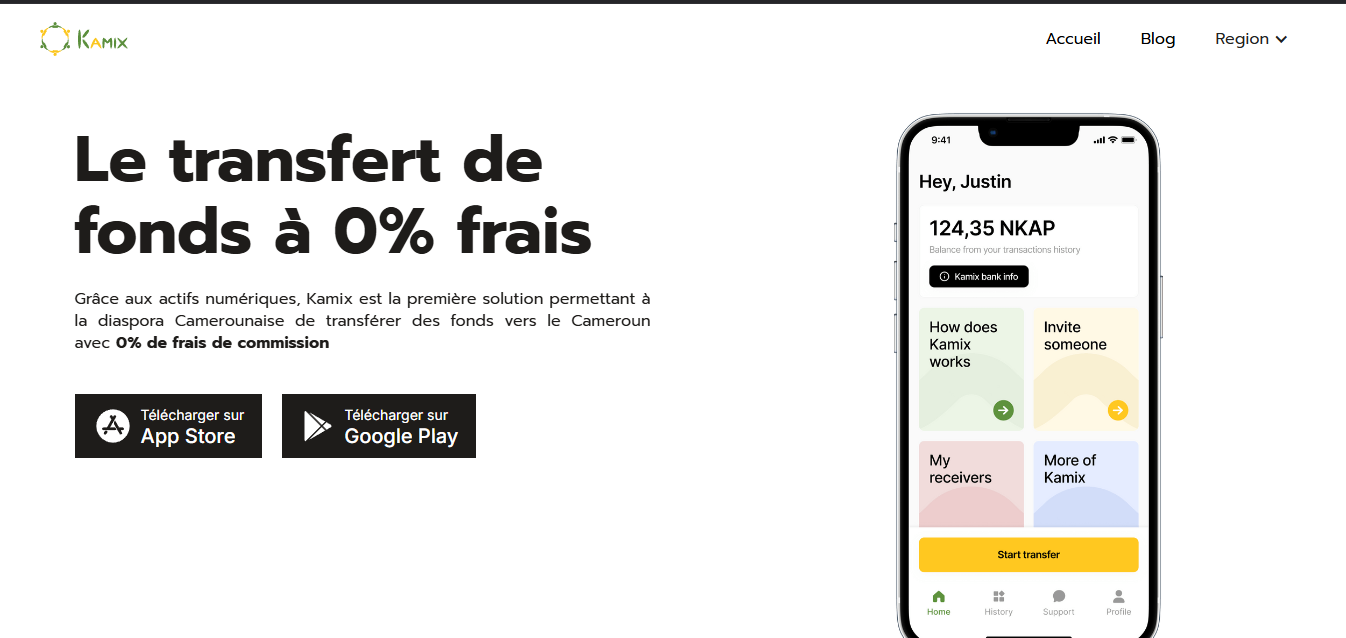 KAMIX
Accueil
Blog
Region
Le transfert de
fonds à 0% frais
Grâce aux actifs numériques, Kamix est la première solution permettant à
la diaspora Camerounaise de transférer des fonds vers le Cameroun
avec 0% de frais de commission
Télécharger sur
App Store
Télécharger sur
Google Play
9:41
Hey, Justin
124,35 NKAP
Balance from your transactions history
Kamix bank info
How does
Kamix
works
Invite
someone
My
receivers
More of
Kamix
Start transfer
Home
History
Support
Profile